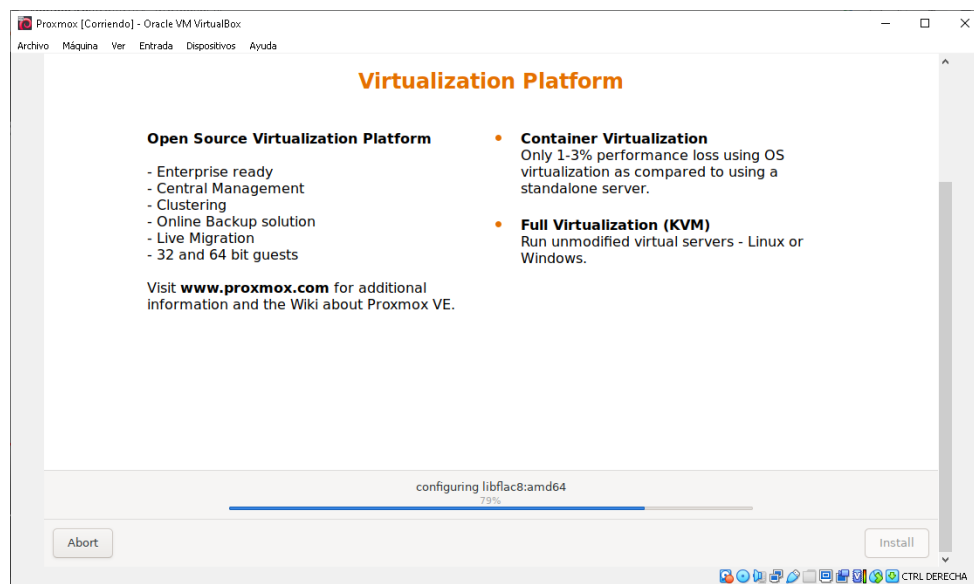 Proxmox [Corriendo] - Oracle VM VirtualBox
Archivo Máquina Ver Entrada Dispositivos Ayuda
Virtualization Platform
Open Source Virtualization Platform
- Enterprise ready
- Central Management
- Clustering
- Online Backup solution
- Live Migration
- 32 and 64 bit guests
Visit www.proxmox.com for additional
information and the Wiki about Proxmox VE.
• Container Virtualization
Only 1-3% performance loss using OS
virtualization as compared to using a
standalone server.
• Full Virtualization (KVM)
Run unmodified virtual servers - Linux or
Windows.
configuring libflac8:amd64
79%
Abort
Install
CTRL DERECHA